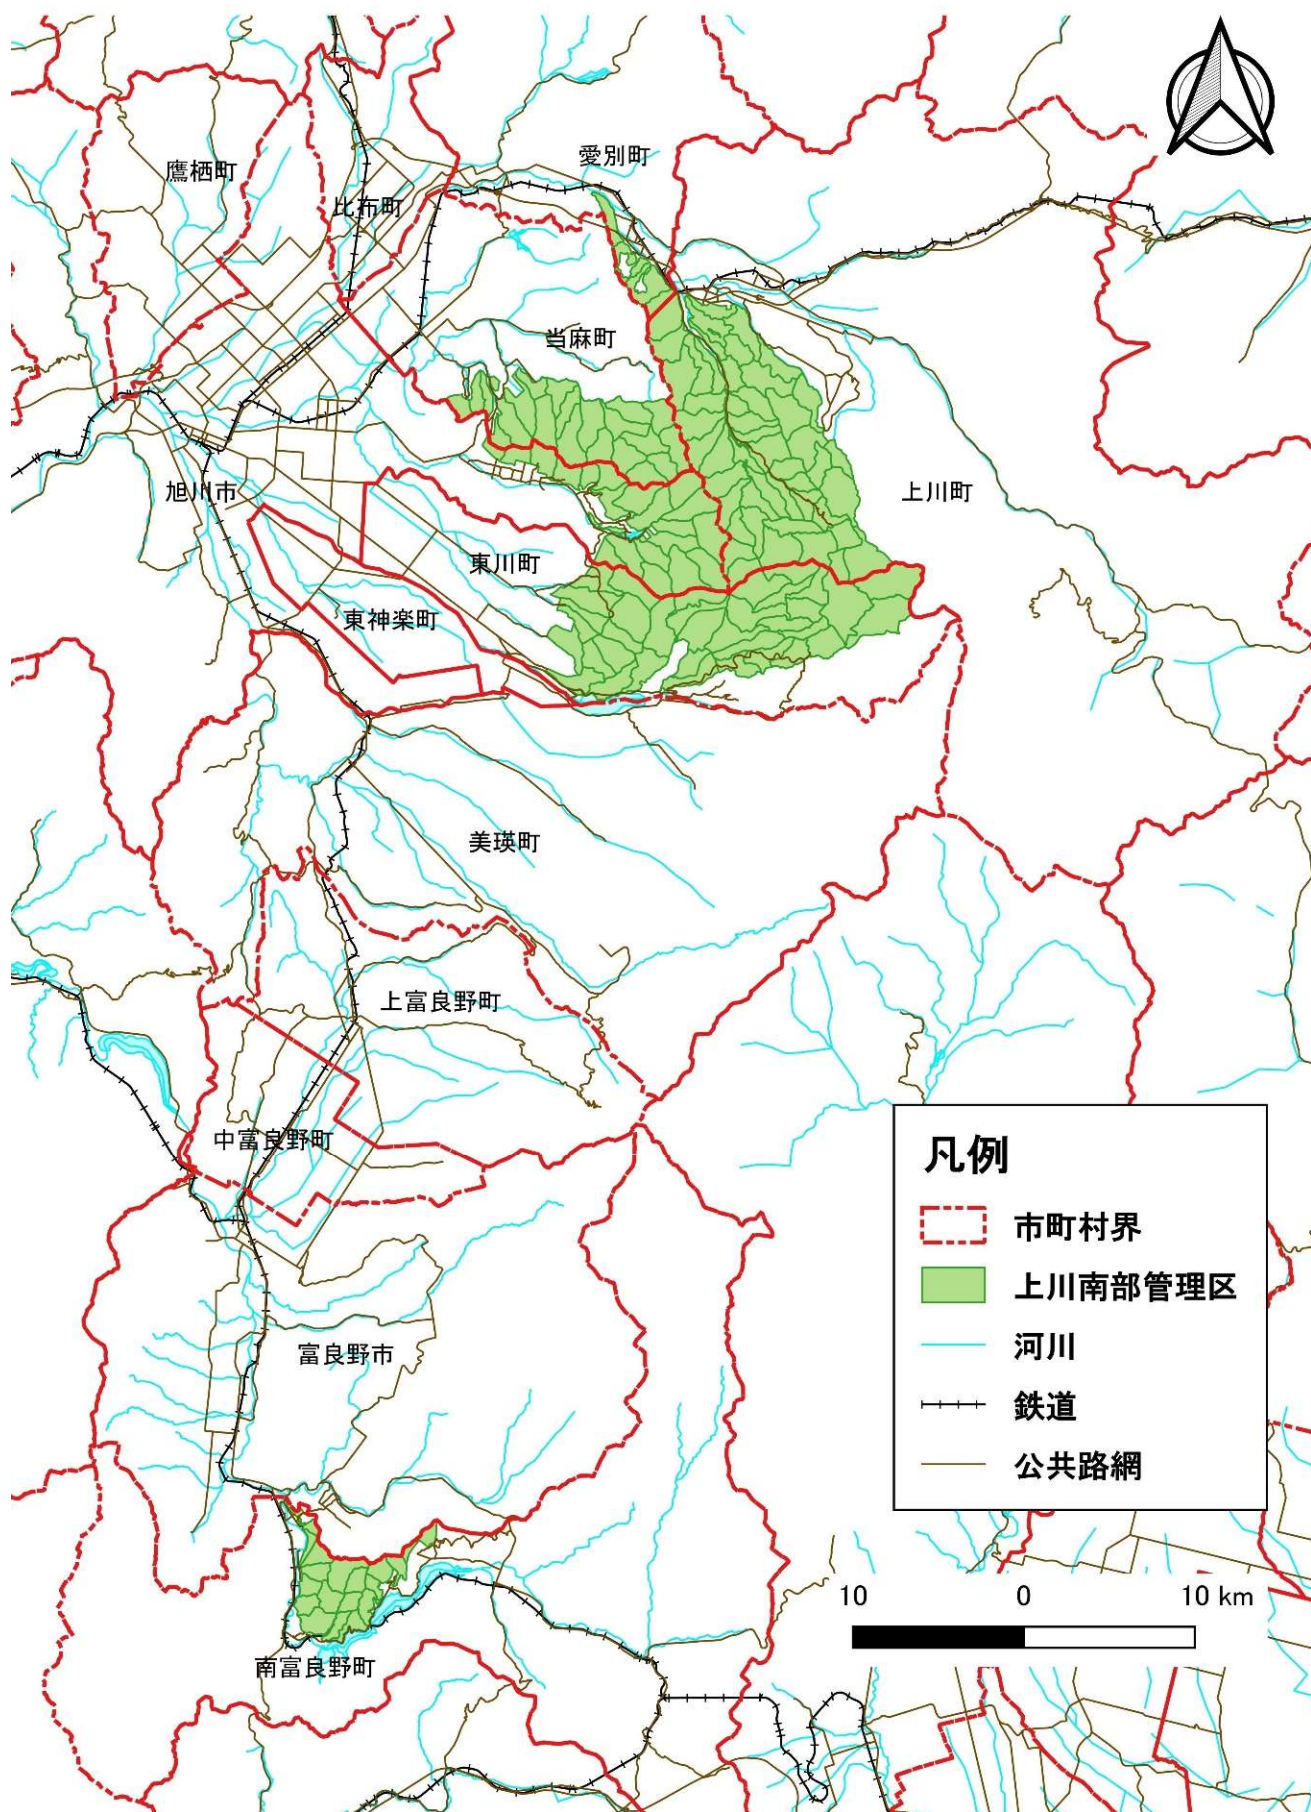 愛別町
鷹栖町
比布町
当麻町
旭川市
上川町
東川町
東神楽町
美瑛町
上富良野町
中富良野町
富良野市
南富良野町
凡例
市町村界
上川南部管理区
河川
鉄道
公共路網
10 0 10 km